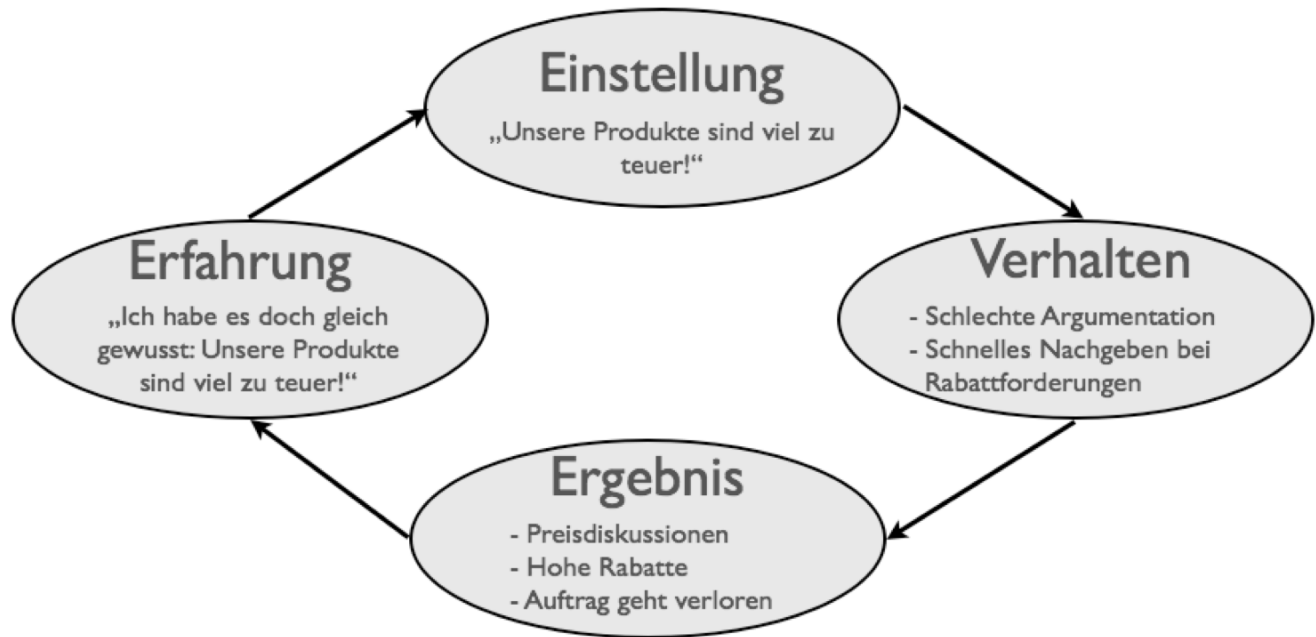 Einstellung
„Unsere Produkte sind viel zu
teuer!“
Verhalten
- Schlechte Argumentation
- Schnelles Nachgeben bei
Rabattforderungen
Ergebnis
- Preisdiskussionen
- Hohe Rabatte
- Auftrag geht verloren
Erfahrung
„Ich habe es doch gleich
gewusst: Unsere Produkte
sind viel zu teuer!“